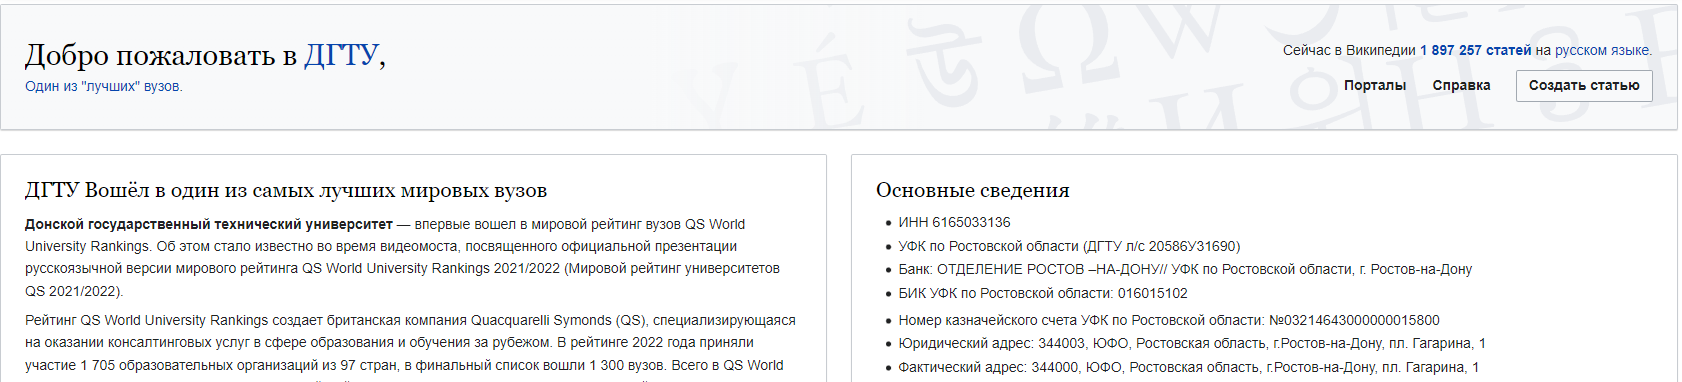 Добро пожаловать в ДГТУ,
Один из "лучших" вузов.
Сейчас в Википедии 1 897 257 статей на русском языке.
Порталы Справка Создать статью
ДГТУ Вошёл в один из самых лучших мировых вузов
Донской государственный технический университет — впервые вошел в мировой рейтинг вузов QS World
University Rankings. Об этом стало известно во время видеомоста, посвященного официальной презентации
русскоязычной версии мирового рейтинга QS World University Rankings 2021/2022 (Мировой рейтинг университетов
QS 2021/2022).
Рейтинг QS World University Rankings создает британская компания Quacquarelli Symonds (QS), специализирующаяся
на оказании консалтинговых услуг в сфере образования и обучения за рубежом. В рейтинге 2022 года приняли
участие 1 705 образовательных организаций из 97 стран, в финальный список вошли 1 300 вузов. Всего в QS World
Основные сведения
ИНН 6165033136
УФК по Ростовской области (ДГТУ л/с 20586У31690)
Банк: ОТДЕЛЕНИЕ РОСТОВ –НА-ДОНУ// УФК по Ростовской области, г. Ростов-на-Дону
БИК УФК по Ростовской области: 016015102
Номер казначейского счета УФК по Ростовской области: №03214643000000015800
Юридический адрес: 344003, ЮФО, Ростовская область, г.Ростов-на-Дону, пл. Гагарина, 1
Фактический адрес: 344000, ЮФО, Ростовская область, г.Ростов-на-Дону, пл. Гагарина, 1